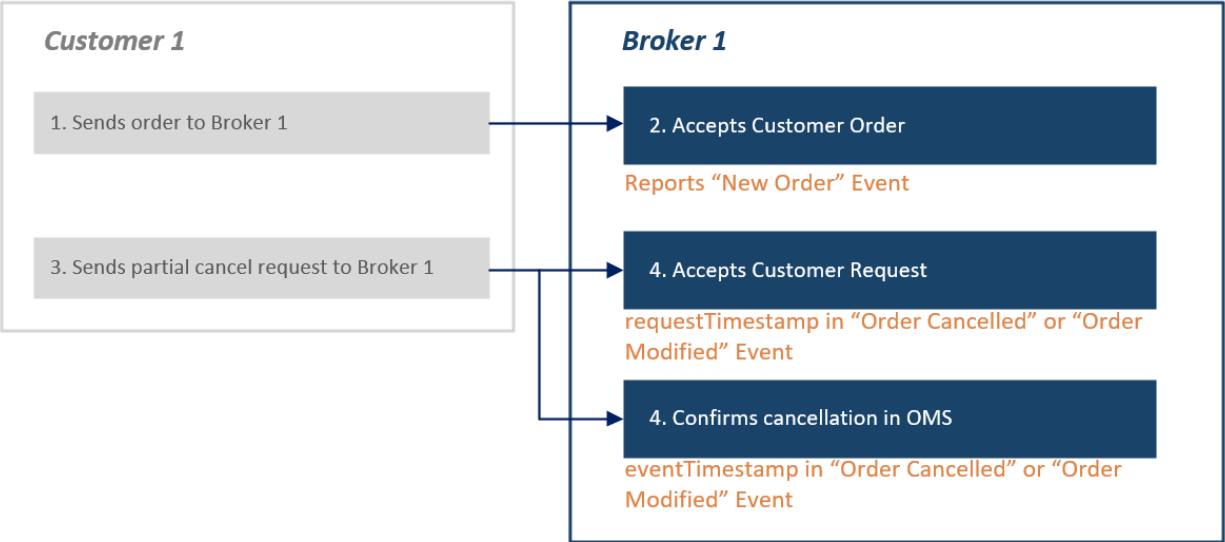 Customer 1
1. Sends order to Broker 1
3. Sends partial cancel request to Broker 1
Broker 1
2. Accepts Customer Order
Reports “New Order” Event
4. Accepts Customer Request
requestTimestamp in “Order Cancelled” or “Order
Modified” Event
4. Confirms cancellation in OMS
eventTimestamp in “Order Cancelled” or “Order
Modified” Event